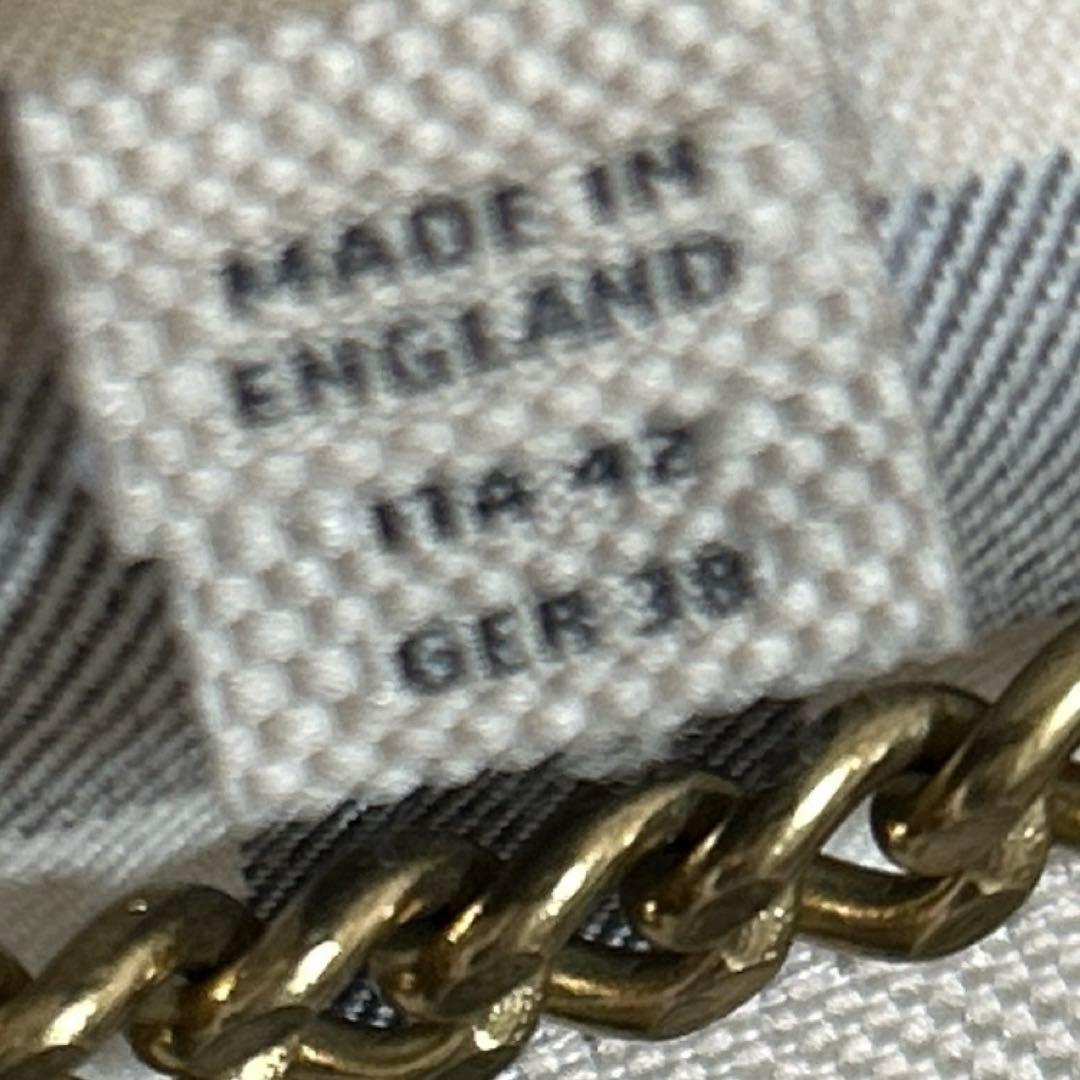 MADE IN
ENGLAND
ITA 42
GER 38